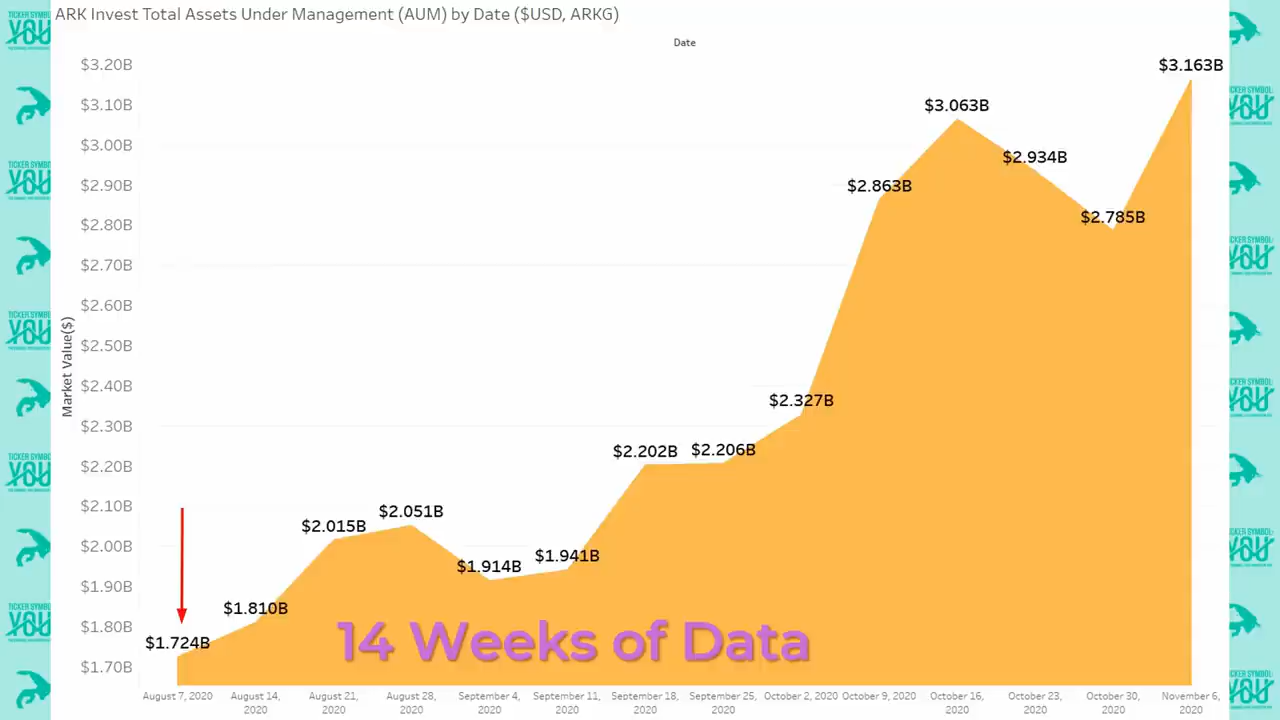 ARK Invest Total Assets Under Management (AUM) by Date ($USD, ARKG)
Date
$3.20B
$3.10B
$3.00B
$2.90B
$2.80B
$2.70B
$2.60B
$2.50B
$2.40B
$2.30B
$2.20B
$2.10B
$2.00B
$1.90B
$1.80B
$1.70B
Market Value($)
$1.724B
$1.810B
$2.015B
$2.051B
$1.914B
$1.941B
$2.202B
$2.206B
$2.327B
$2.863B
$3.063B
$2.934B
$2.785B
$3.163B
14 Weeks of Data
August 7, 2020
August 14,
2020
August 21,
2020
August 28,
2020
September 4,
2020
September 11,
2020
September 18,
2020
September 25,
2020
October 2, 2020
October 9, 2020
October 16,
2020
October 23,
2020
October 30,
2020
November 6,
2020
TICKER SYMBOL:
YOU